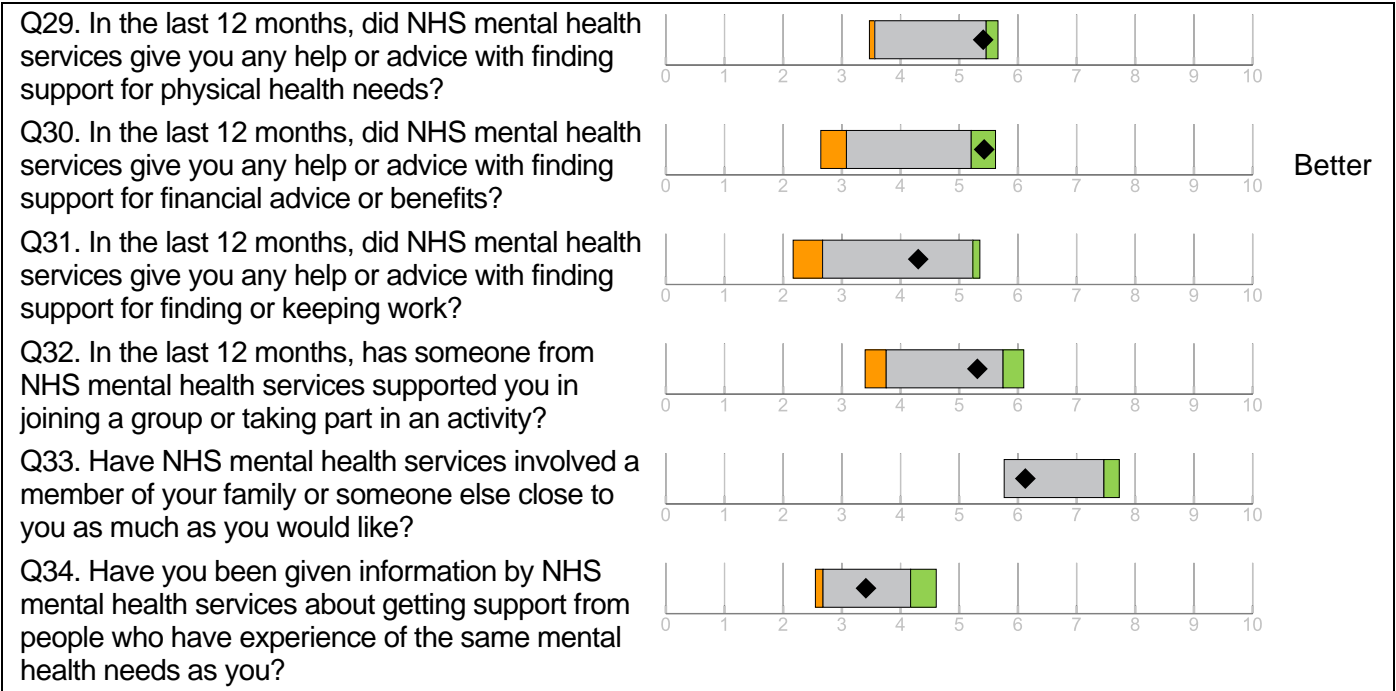 Q29. In the last 12 months, did NHS mental health
services give you any help or advice with finding
support for physical health needs?
0 1 2 3 4 5 6 7 8 9 10
Q30. In the last 12 months, did NHS mental health
services give you any help or advice with finding
support for financial advice or benefits?
Better
0 1 2 3 4 5 6 7 8 9 10
Q31. In the last 12 months, did NHS mental health
services give you any help or advice with finding
support for finding or keeping work?
0 1 2 3 4 5 6 7 8 9 10
Q32. In the last 12 months, has someone from
NHS mental health services supported you in
joining a group or taking part in an activity?
0 1 2 3 4 5 6 7 8 9 10
Q33. Have NHS mental health services involved a
member of your family or someone else close to
you as much as you would like?
0 1 2 3 4 5 6 7 8 9 10
Q34. Have you been given information by NHS
mental health services about getting support from
people who have experience of the same mental
health needs as you?
0 1 2 3 4 5 6 7 8 9 10